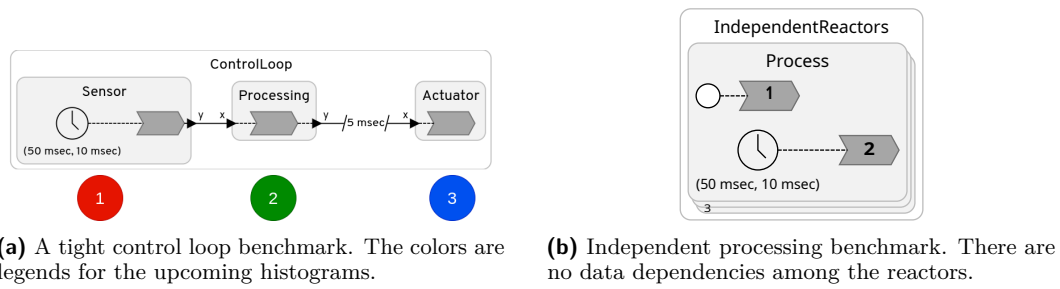 ControlLoop
Sensor
Processing
Actuator
y
x
y
5 msec
x
(50 msec, 10 msec)
1
2
3
(a) A tight control loop benchmark. The colors are
legends for the upcoming histograms.
IndependentReactors
Process
1
2
(50 msec, 10 msec)
3
(b) Independent processing benchmark. There are
no data dependencies among the reactors.